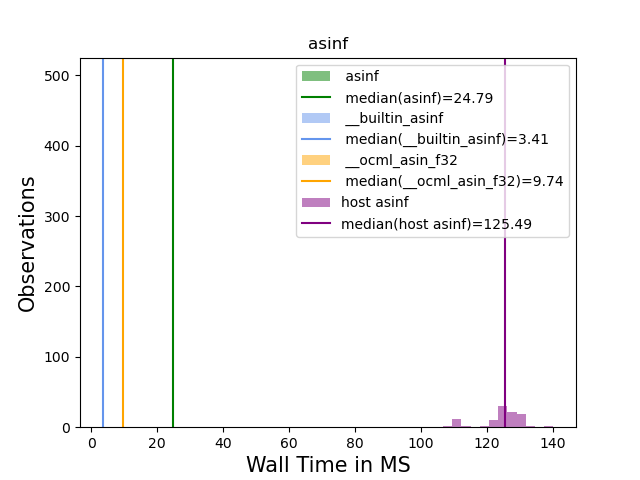 asinf
500
400
300
200
100
0
Observations
asinf
median(asinf)=24.79
__builtin_asinf
median(__builtin_asinf)=3.41
__ocml_asin_f32
median(__ocml_asin_f32)=9.74
host asinf
median(host asinf)=125.49
0 20 40 60 80 100 120 140
Wall Time in MS